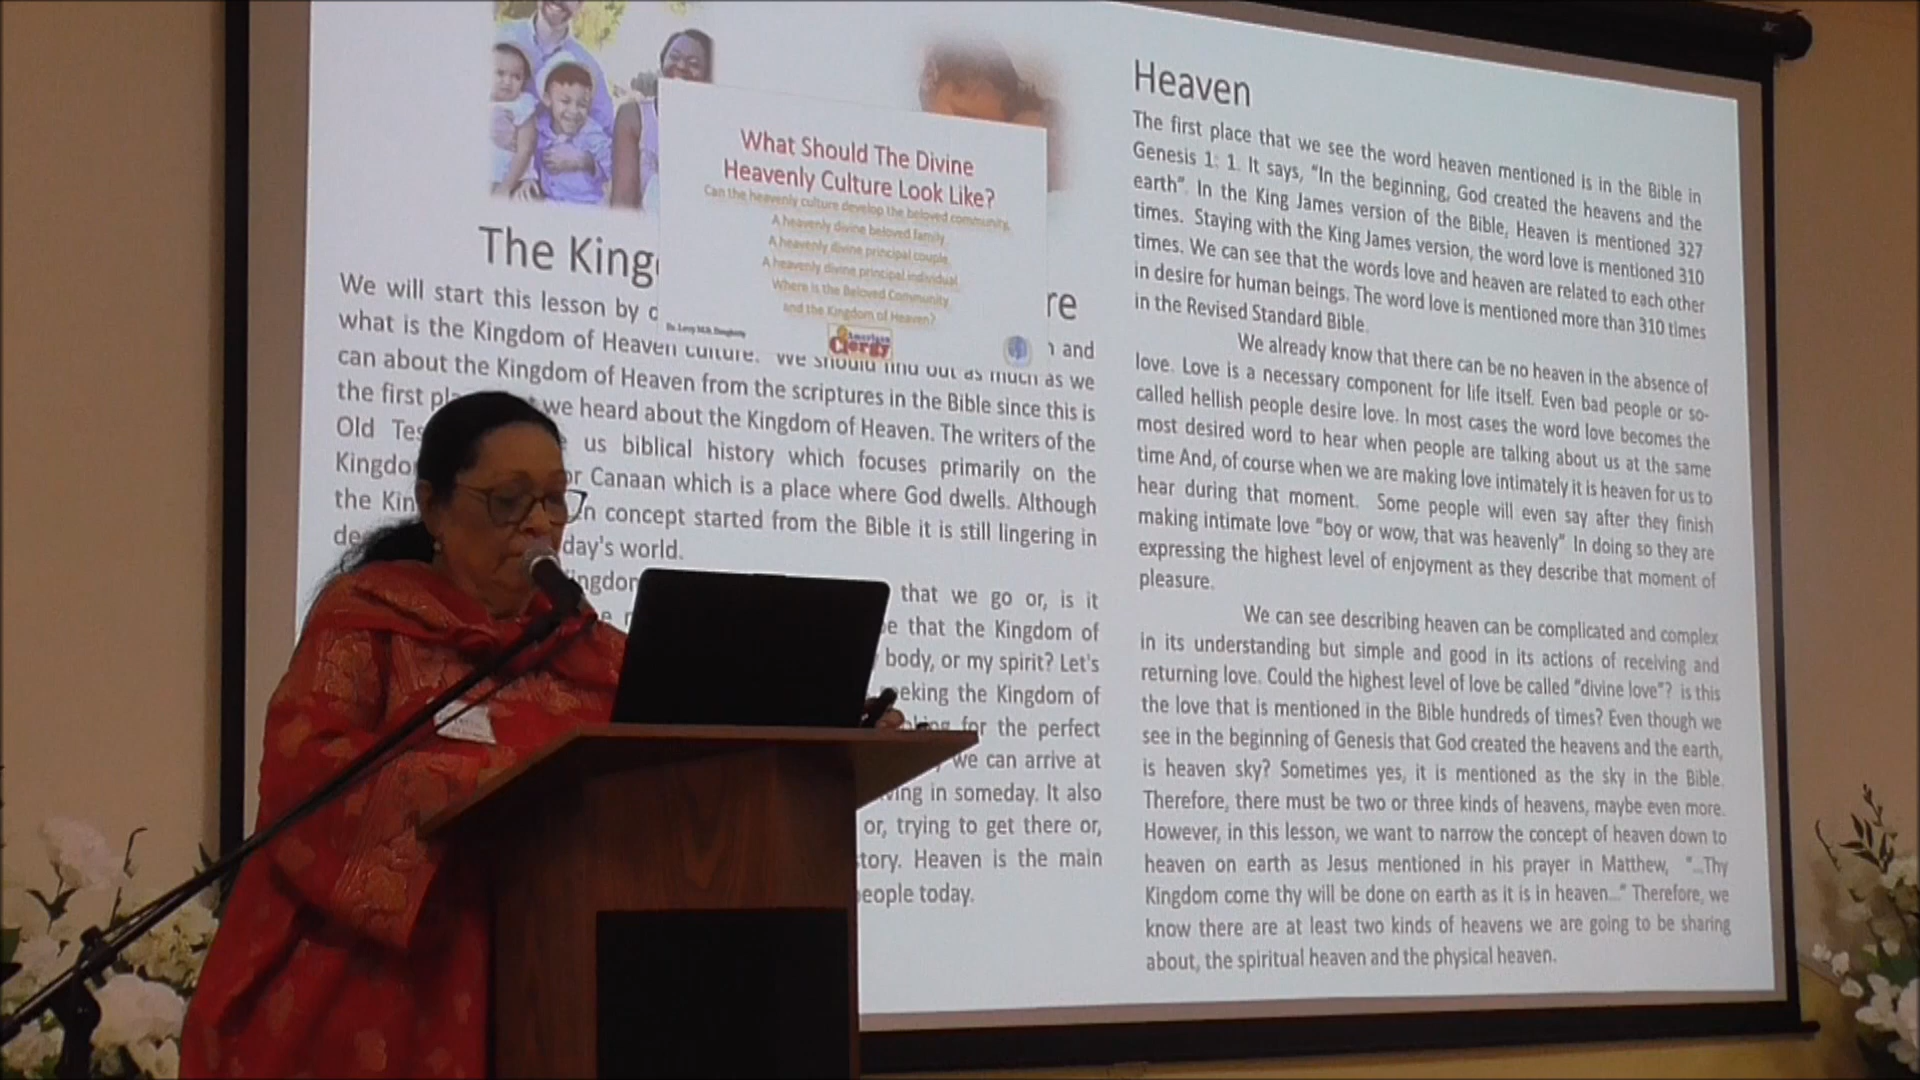 What Should The Divine
Heavenly Culture Look Like?
Can the heavenly culture develop the beloved community,
A heavenly divine beloved family
A heavenly divine principal couple,
A heavenly divine principal individual
Where is the Beloved Community
and the Kingdom of Heaven?
American
Clergy
The King
re
We will start this lesson by
and
what is the Kingdom of Heaven culture. We should find out as much as we
can about the Kingdom of Heaven from the scriptures in the Bible since this is
the first we heard about the Kingdom of Heaven. The writers of the
Old us biblical history which focuses primarily on the
or Canaan which is a place where God dwells. Although
the concept started from the Bible it is still lingering in
day's world.
that we go or, is it
that the Kingdom of
body, or my spirit? Let's
the Kingdom of
for the perfect
we can arrive at
in someday. It also
or, trying to get there or,
Heaven is the main
people today.
Heaven
The first place that we see the word heaven mentioned is in the Bible in
Genesis 1: 1. It says, "In the beginning, God created the heavens and the
earth". In the King James version of the Bible, Heaven is mentioned 327
times. Staying with the King James version, the word love is mentioned 310
times. We can see that the words love and heaven are related to each other
in desire for human beings. The word love is mentioned more than 310 times
in the Revised Standard Bible.
We already know that there can be no heaven in the absence of
love. Love is a necessary component for life itself. Even bad people or so-
called hellish people desire love. In most cases the word love becomes the
most desired word to hear when people are talking about us at the same
time And, of course when we are making love intimately it is heaven for us to
hear during that moment. Some people will even say after they finish
making intimate love "boy or wow, that was heavenly" In doing so they are
expressing the highest level of enjoyment as they describe that moment of
pleasure.
We can see describing heaven can be complicated and complex
in its understanding but simple and good in its actions of receiving and
returning love. Could the highest level of love be called "divine love"? is this
the love that is mentioned in the Bible hundreds of times? Even though we
see in the beginning of Genesis that God created the heavens and the earth,
is heaven sky? Sometimes yes, it is mentioned as the sky in the Bible.
Therefore, there must be two or three kinds of heavens, maybe even more.
However, in this lesson, we want to narrow the concept of heaven down to
heaven on earth as Jesus mentioned in his prayer in Matthew, "...Thy
Kingdom come thy will be done on earth as it is in heaven..." Therefore, we
know there are at least two kinds of heavens we are going to be sharing
about, the spiritual heaven and the physical heaven.